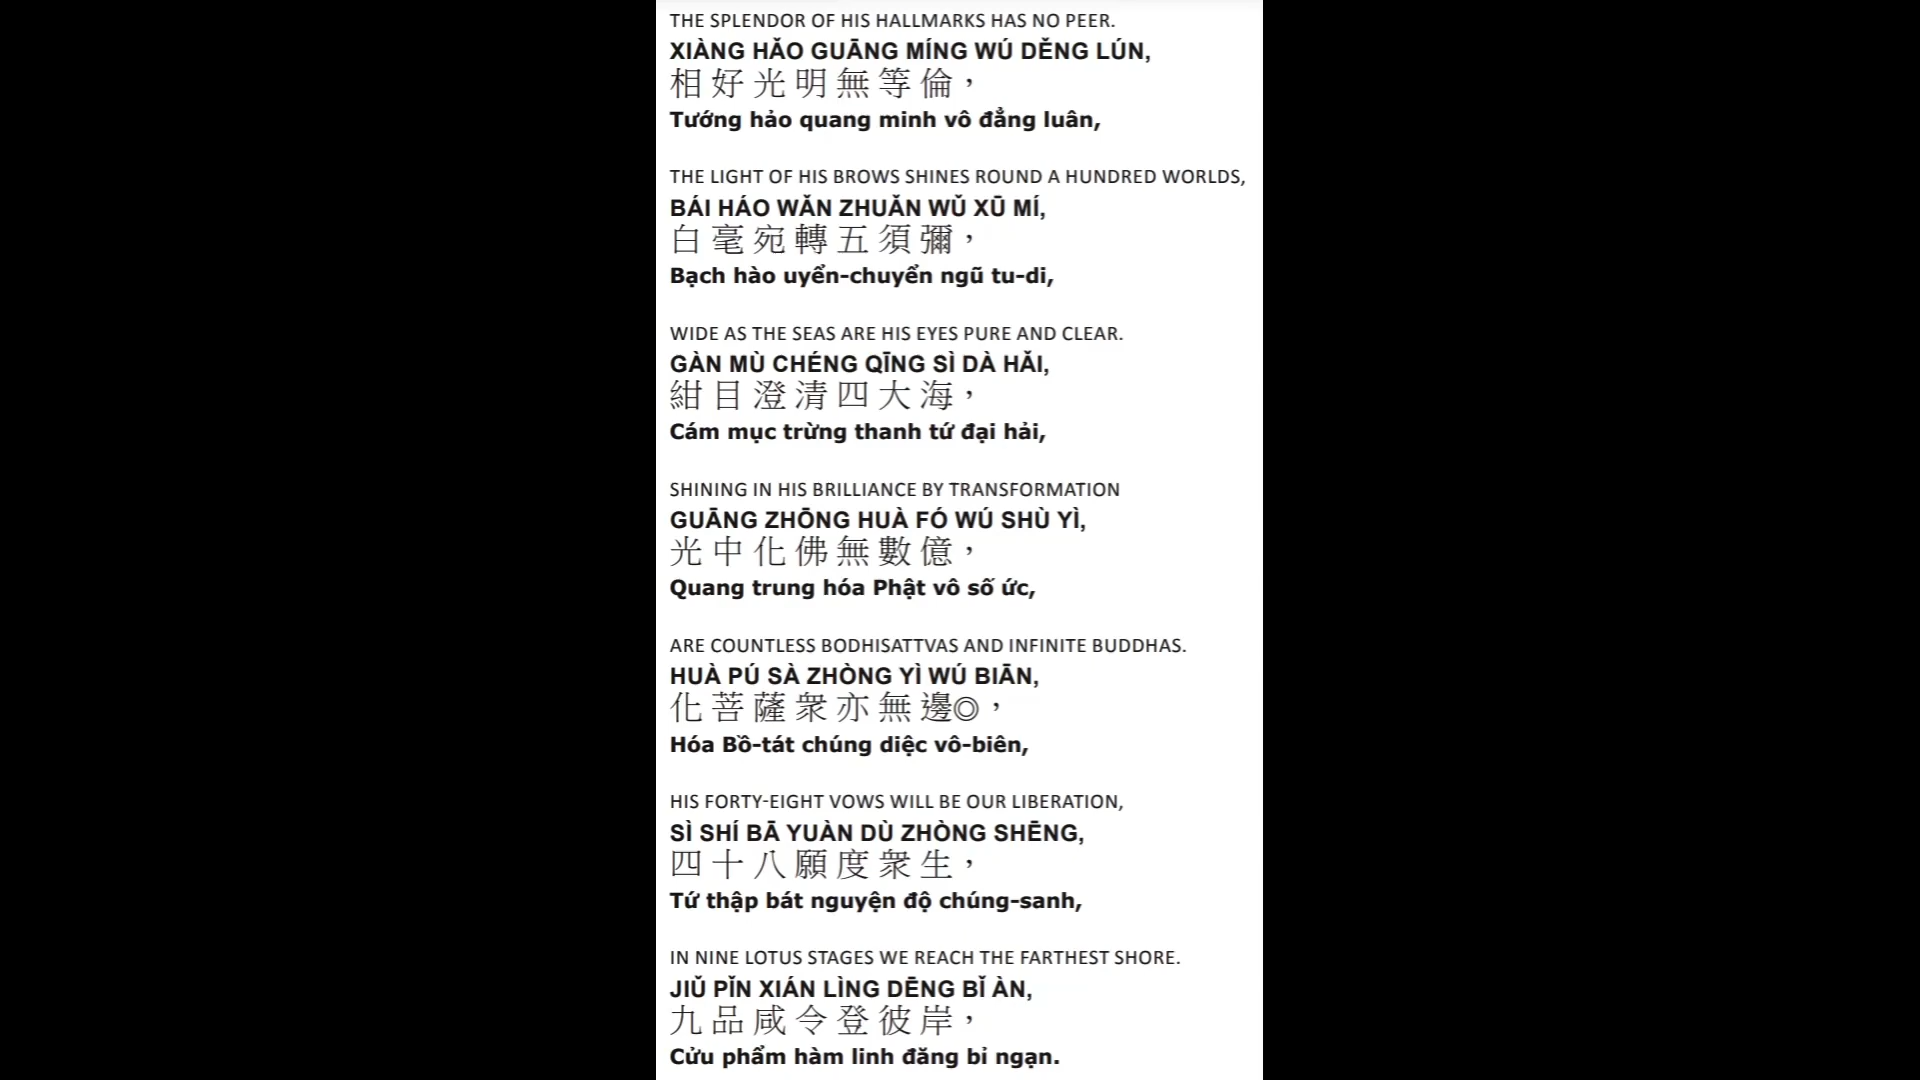 THE SPLENDOR OF HIS HALLMARKS HAS NO PEER.
XIÀNG HǍO GUĀNG MÍNG WÚ DĚNG LÚN,
相好光明無等倫，
Tướng hảo quang minh vô đẳng luân,
THE LIGHT OF HIS BROWS SHINES ROUND A HUNDRED WORLDS,
BÁI HÁO WǍN ZHUǍN WǓ XŪ MÍ,
白毫宛轉五須彌，
Bạch hào uyển-chuyển ngũ tu-di,
WIDE AS THE SEAS ARE HIS EYES PURE AND CLEAR.
GÀN MÙ CHÉNG QĪNG SÌ DÀ HǍI,
紺目澄清四大海，
Cám mục trừng thanh tứ đại hải,
SHINING IN HIS BRILLIANCE BY TRANSFORMATION
GUĀNG ZHŌNG HUÀ FÓ WÚ SHÙ YÌ,
光中化佛無數億，
Quang trung hóa Phật vô số ức,
ARE COUNTLESS BODHISATTVAS AND INFINITE BUDDHAS.
HUÀ PÚ SÀ ZHÒNG YÌ WÚ BIĀN,
化菩薩衆亦無邊◎，
Hóa Bồ-tát chúng diệc vô-biên,
HIS FORTY-EIGHT VOWS WILL BE OUR LIBERATION,
SÌ SHÍ BĀ YUÀN DÙ ZHÒNG SHĒNG,
四十八願度衆生，
Tứ thập bát nguyện độ chúng-sanh,
IN NINE LOTUS STAGES WE REACH THE FARTHEST SHORE.
JIǓ PǏN XIÁN LÌNG DĒNG BǏ ÀN,
九品咸令登彼岸，
Cửu phẩm hàm linh đăng bỉ ngạn.